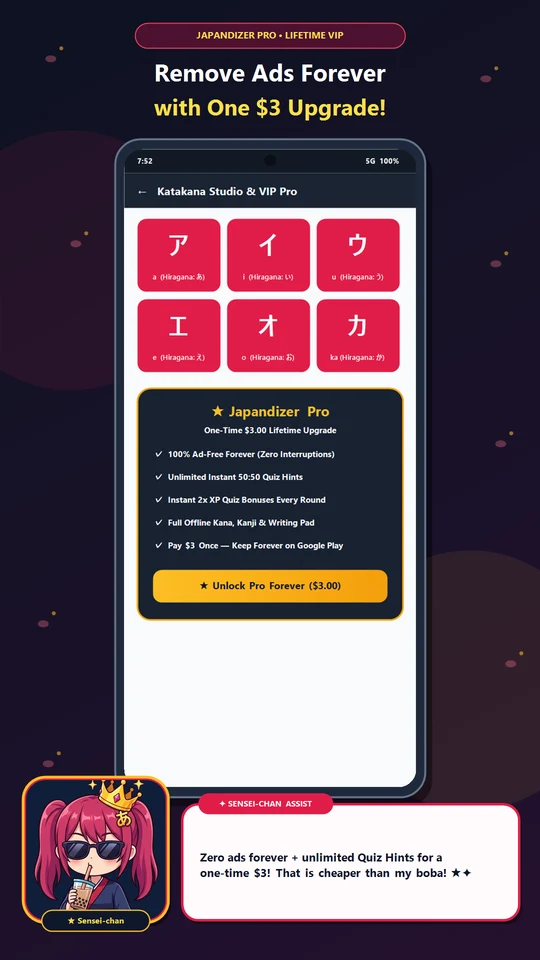 JAPANDIZER PRO • LIFETIME VIP
Remove Ads Forever
with One $3 Upgrade!
7:52
5G 100%
← Katakana Studio & VIP Pro
ア
イ
ウ
a (Hiragana: あ)
i (Hiragana: い)
u (Hiragana: う)
エ
オ
カ
e (Hiragana: え)
o (Hiragana: お)
ka (Hiragana: か)
★ Japandizer Pro
One-Time $3.00 Lifetime Upgrade
✓ 100% Ad-Free Forever (Zero Interruptions)
✓ Unlimited Instant 50:50 Quiz Hints
✓ Instant 2x XP Quiz Bonuses Every Round
✓ Full Offline Kana, Kanji & Writing Pad
✓ Pay $3 Once — Keep Forever on Google Play
★ Unlock Pro Forever ($3.00)
あ
★ Sensei-chan
✦ SENSEI-CHAN ASSIST
Zero ads forever + unlimited Quiz Hints for a
one-time $3! That is cheaper than my boba! ★✦